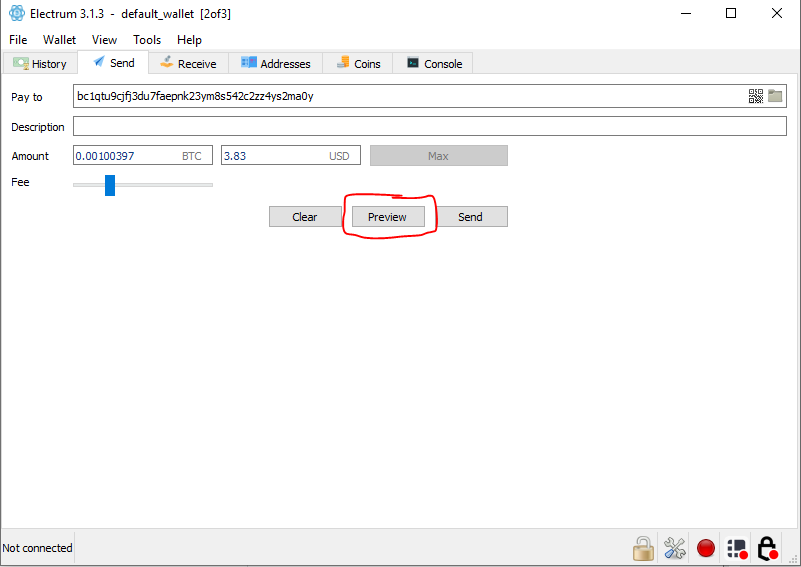 Electrum 3.1.3 - default_wallet [2of3]
File Wallet View Tools Help
History Send Receive Addresses Coins Console
Pay to bc1qtu9cjfj3du7faepnk23ym8s542c2zz4ys2ma0y
Description
Amount 0.00100397 BTC 3.83 USD Max
Fee
Clear Preview Send
Not connected